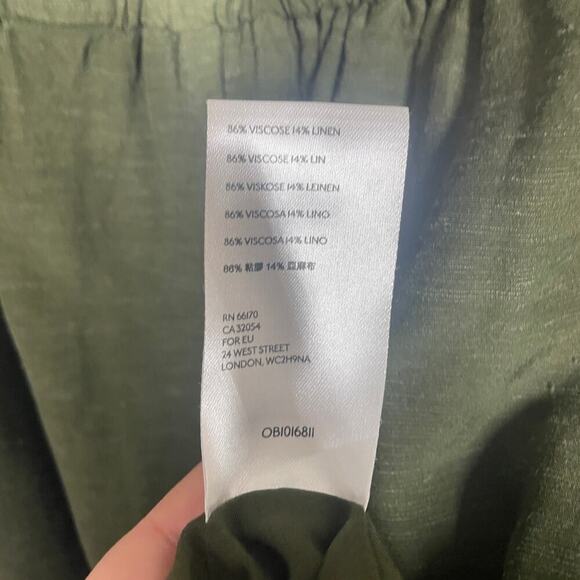 86% VISCOSE 14% LINEN
86% VISCOSE 14% LIN
86% VISKOSE 14% LEINEN
86% VISCOSA 14% LINO
86% VISCOSA 14% LINO
86% 粘膠 14% 亞麻布
RN 66170
CA 32054
FOR EU
24 WEST STREET
LONDON, WC2H9NA
OB1016811